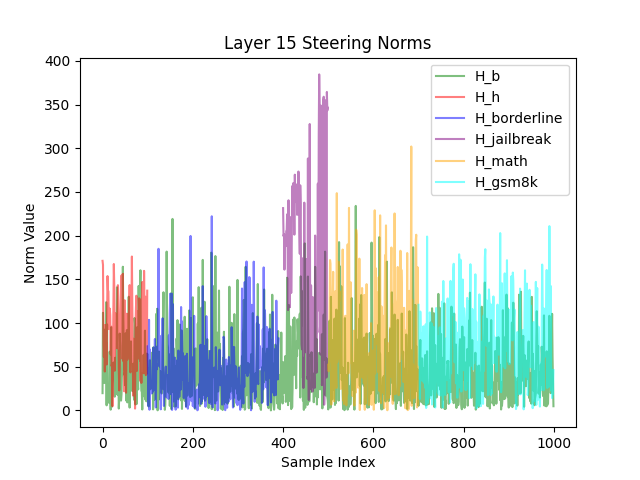 Layer 15 Steering Norms
400
350
300
250
200
150
100
50
0
Norm Value
H_b
H_h
H_borderline
H_jailbreak
H_math
H_gsm8k
0 200 400 600 800 1000
Sample Index